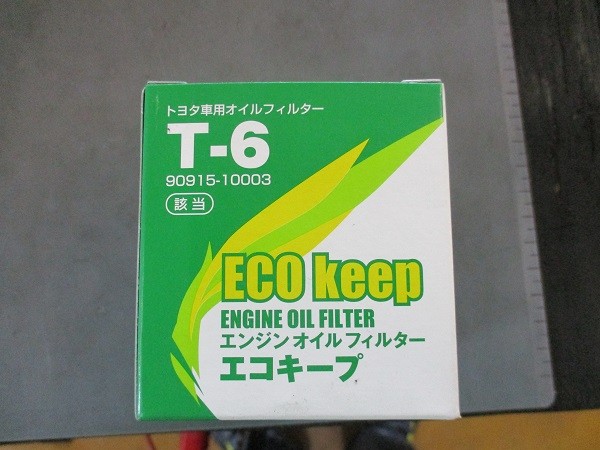 トヨタ車用オイルフィルター
T-6
90915-10003
該当
ECO keep
ENGINE OIL FILTER
エンジンオイルフィルター
エコキープ